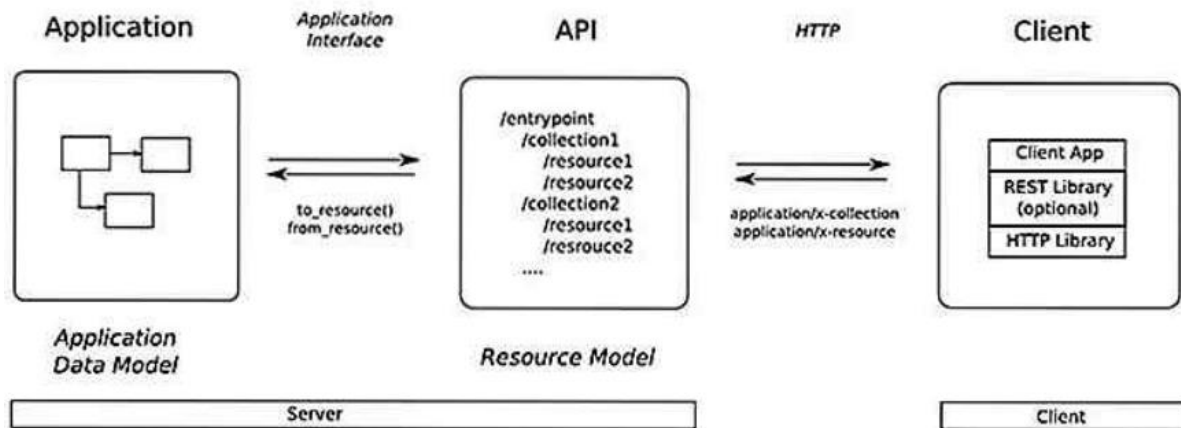 Application
Application
Interface
API
HTTP
Client
/entrypoint
/collection1
/resource1
/resource2
/collection2
/resource1
/resrouce2
....
to_resource()
from_resource()
application/x-collection
application/x-resource
Client App
REST Library
(optional)
HTTP Library
Application
Data Model
Resource Model
Server
Client